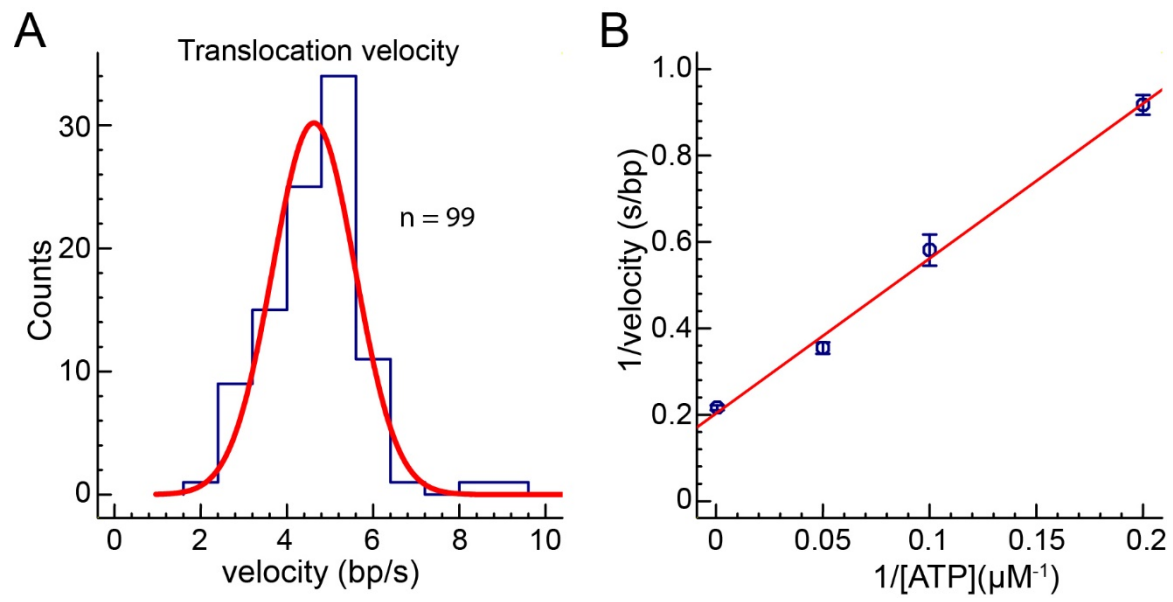 A
Translocation velocity
Counts
30
20
10
0
n = 99
0 2 4 6 8 10
velocity (bp/s)
B
1/velocity (s/bp)
1.0
0.8
0.6
0.4
0.2
0
0 0.05 0.1 0.15 0.2
1/[ATP](µM⁻¹)